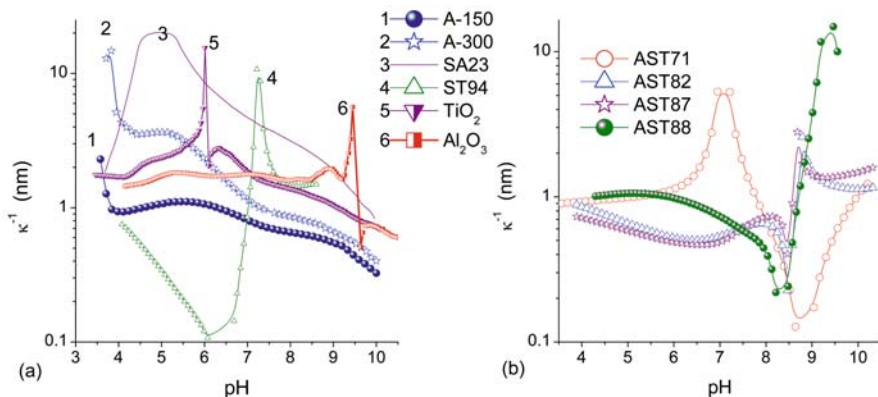 10
1
0.1
κ⁻¹ (nm)
3 4 5 6 7 8 9 10
pH
(a)
1
2
3
4
5
6
1 A-150
2 A-300
3 SA23
4 ST94
5 TiO₂
6 Al₂O₃
10
1
0.1
κ⁻¹ (nm)
4 5 6 7 8 9 10
pH
(b)
AST71
AST82
AST87
AST88